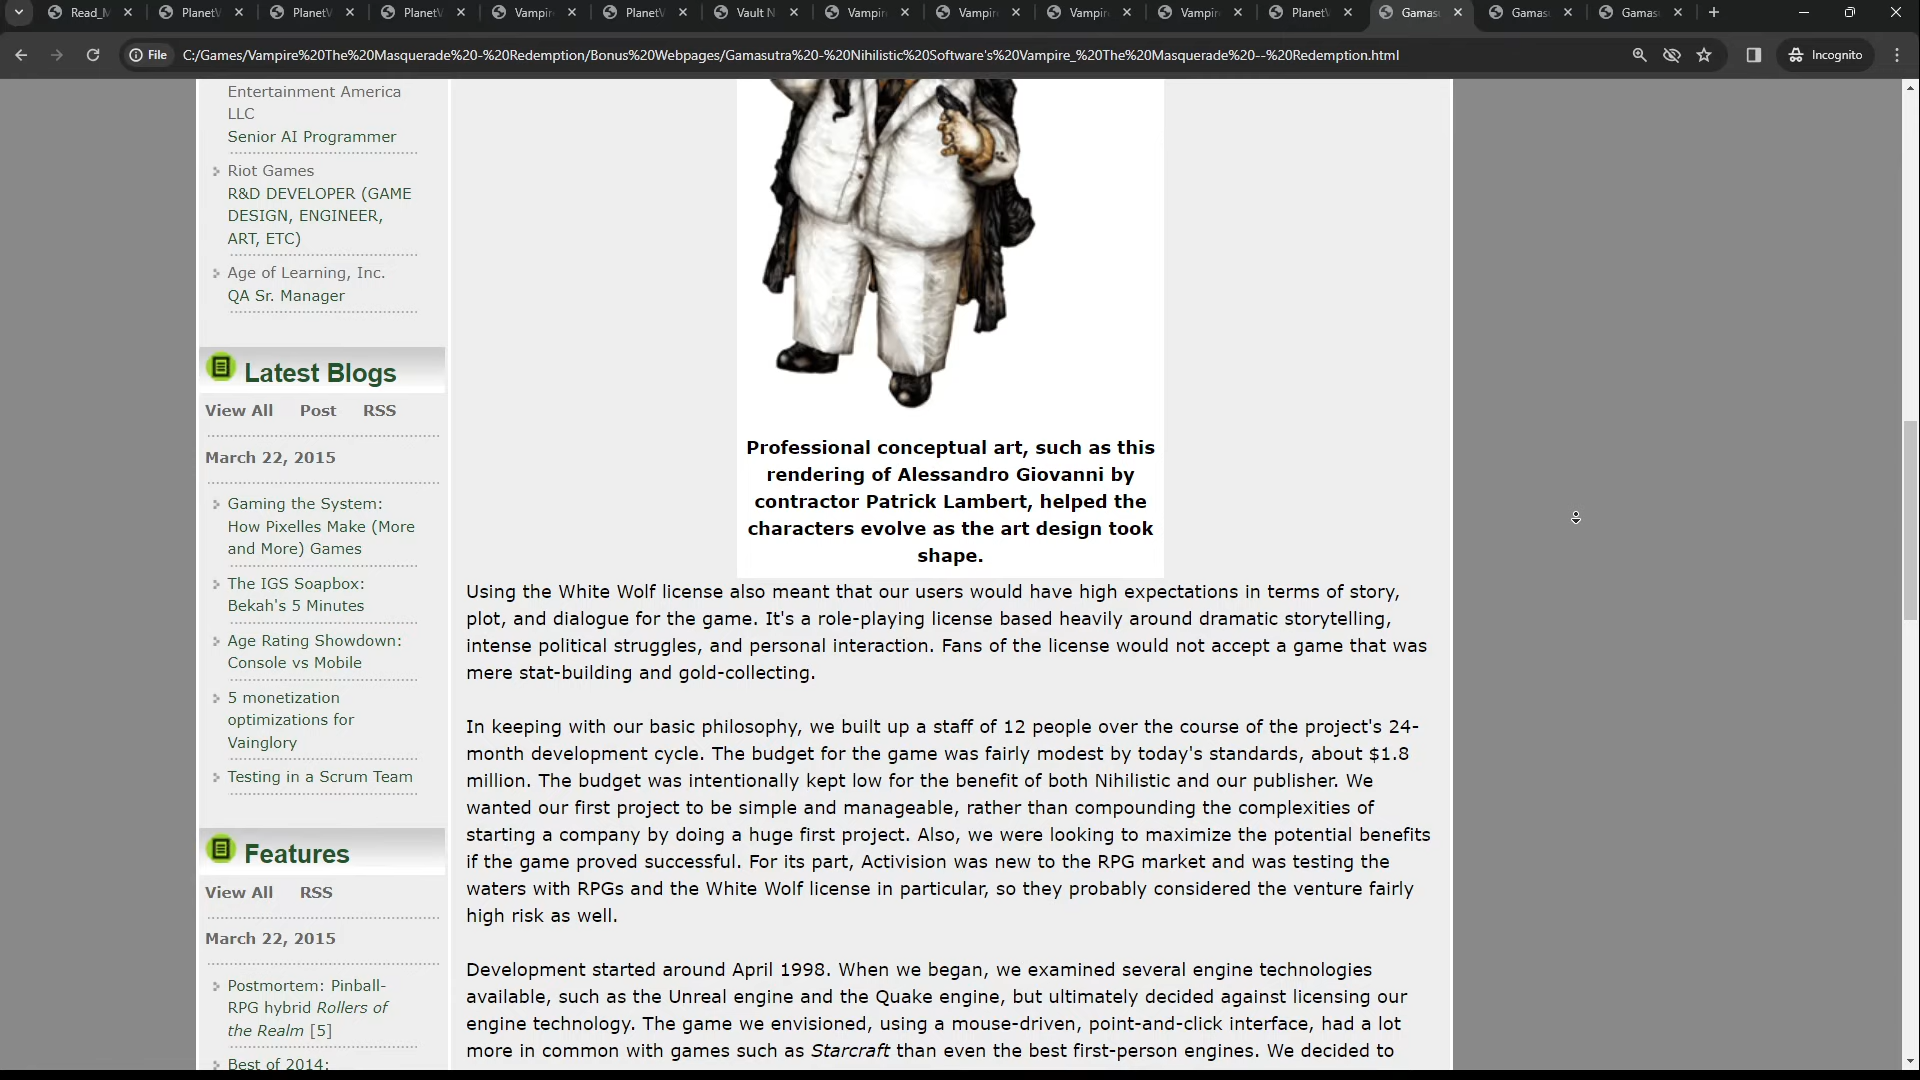 Read_M
PlanetV
PlanetV
PlanetV
Vampir
PlanetV
Vault N
Vampir
Vampir
Vampir
Vampir
PlanetV
Gamas
Gamas
Gamas
File
C:/Games/Vampire%20The%20Masquerade%20-%20Redemption/Bonus%20Webpages/Gamasutra%20-%20Nihilistic%20Software's%20Vampire_%20The%20Masquerade%20--%20Redemption.html
Incognito
Entertainment America
LLC
Senior AI Programmer
Riot Games
R&D DEVELOPER (GAME
DESIGN, ENGINEER,
ART, ETC)
Age of Learning, Inc.
QA Sr. Manager
Latest Blogs
View All Post RSS
March 22, 2015
Gaming the System:
How Pixelles Make (More
and More) Games
The IGS Soapbox:
Bekah's 5 Minutes
Age Rating Showdown:
Console vs Mobile
5 monetization
optimizations for
Vainglory
Testing in a Scrum Team
Features
View All RSS
March 22, 2015
Postmortem: Pinball-
RPG hybrid Rollers of
the Realm [5]
Best of 2014:
Professional conceptual art, such as this
rendering of Alessandro Giovanni by
contractor Patrick Lambert, helped the
characters evolve as the art design took
shape.
Using the White Wolf license also meant that our users would have high expectations in terms of story,
plot, and dialogue for the game. It's a role-playing license based heavily around dramatic storytelling,
intense political struggles, and personal interaction. Fans of the license would not accept a game that was
mere stat-building and gold-collecting.
In keeping with our basic philosophy, we built up a staff of 12 people over the course of the project's 24-
month development cycle. The budget for the game was fairly modest by today's standards, about $1.8
million. The budget was intentionally kept low for the benefit of both Nihilistic and our publisher. We
wanted our first project to be simple and manageable, rather than compounding the complexities of
starting a company by doing a huge first project. Also, we were looking to maximize the potential benefits
if the game proved successful. For its part, Activision was new to the RPG market and was testing the
waters with RPGs and the White Wolf license in particular, so they probably considered the venture fairly
high risk as well.
Development started around April 1998. When we began, we examined several engine technologies
available, such as the Unreal engine and the Quake engine, but ultimately decided against licensing our
engine technology. The game we envisioned, using a mouse-driven, point-and-click interface, had a lot
more in common with games such as Starcraft than even the best first-person engines. We decided to